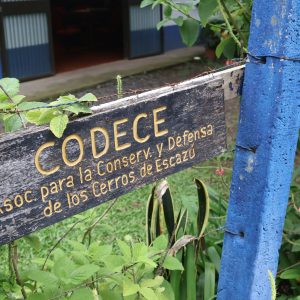 CODECE
Asoc. para la Conserv. y Defensa
de los Cerros de Escazú